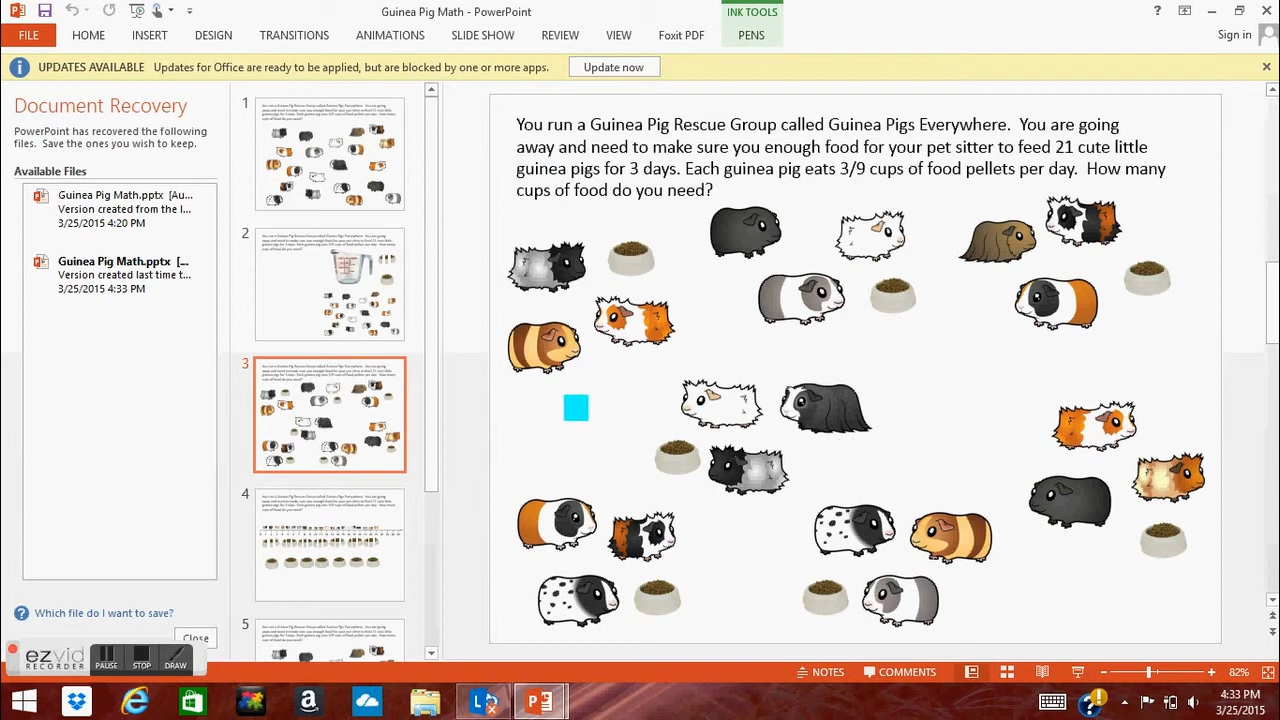 Guinea Pig Math - PowerPoint
INK TOOLS
FILE HOME INSERT DESIGN TRANSITIONS ANIMATIONS SLIDE SHOW REVIEW VIEW Foxit PDF PENS
Sign in
UPDATES AVAILABLE Updates for Office are ready to be applied, but are blocked by one or more apps. Update now
Document Recovery
PowerPoint has recovered the following
files. Save the ones you wish to keep.
Available Files
Guinea Pig Math.pptx [Au...
Version created from the l...
3/25/2015 4:20 PM
Guinea Pig Math.pptx [...
Version created last time t...
3/25/2015 4:33 PM
Which file do I want to save?
Close
1
2
3
4
5
You run a Guinea Pig Rescue Group called Guinea Pigs Everywhere. You are going
away and need to make sure you enough food for your pet sitter to feed 21 cute little
guinea pigs for 3 days. Each guinea pig eats 3/9 cups of food pellets per day. How many
cups of food do you need?
ezvid
RECORDER
PAUSE STOP DRAW
NOTES COMMENTS 82%
4:33 PM
3/25/2015